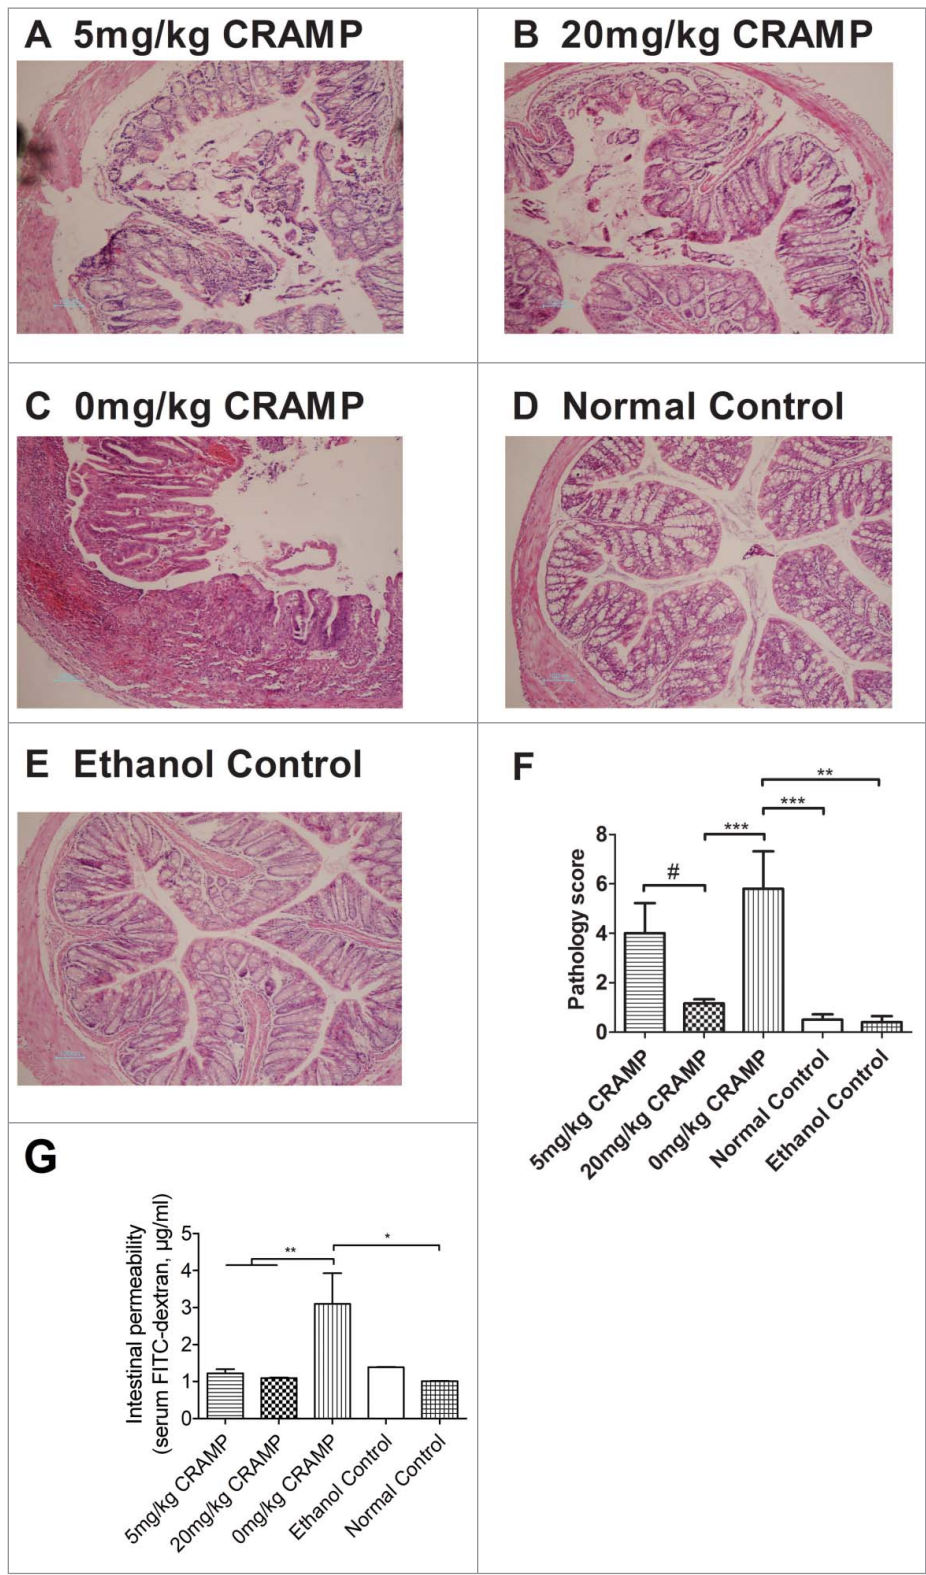 A 5mg/kg CRAMP
B 20mg/kg CRAMP
C 0mg/kg CRAMP
D Normal Control
E Ethanol Control
F
**
***
***
#
Pathology score
8
6
4
2
0
5mg/kg CRAMP
20mg/kg CRAMP
0mg/kg CRAMP
Normal Control
Ethanol Control
G
Intestinal permeability
(serum FITC-dextran, µg/ml)
5
4
3
2
1
0
**
*
5mg/kg CRAMP
20mg/kg CRAMP
0mg/kg CRAMP
Ethanol Control
Normal Control